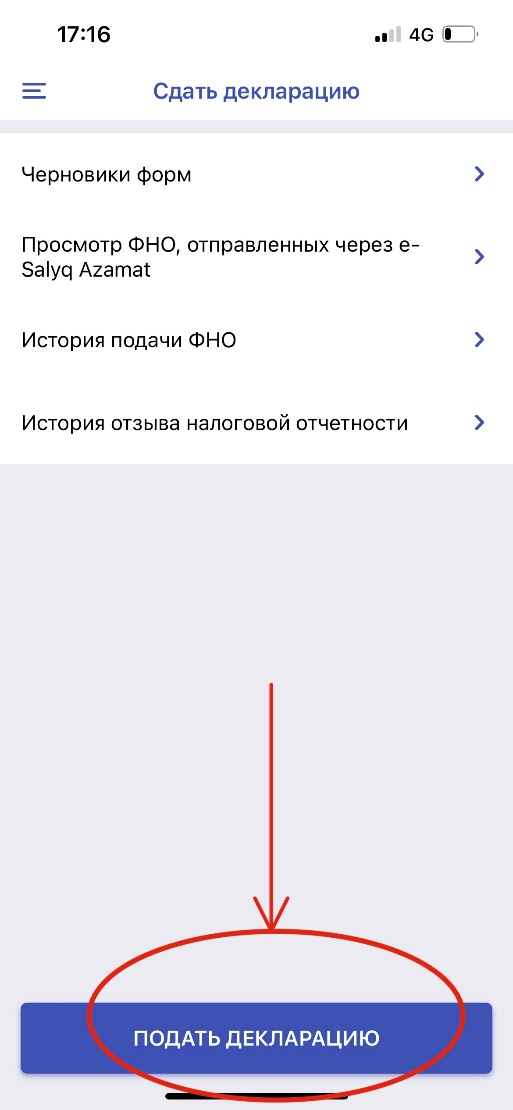 17:16 4G
Сдать декларацию
Черновики форм
Просмотр ФНО, отправленных через e-
Salyq Azamat
История подачи ФНО
История отзыва налоговой отчетности
ПОДАТЬ ДЕКЛАРАЦИЮ